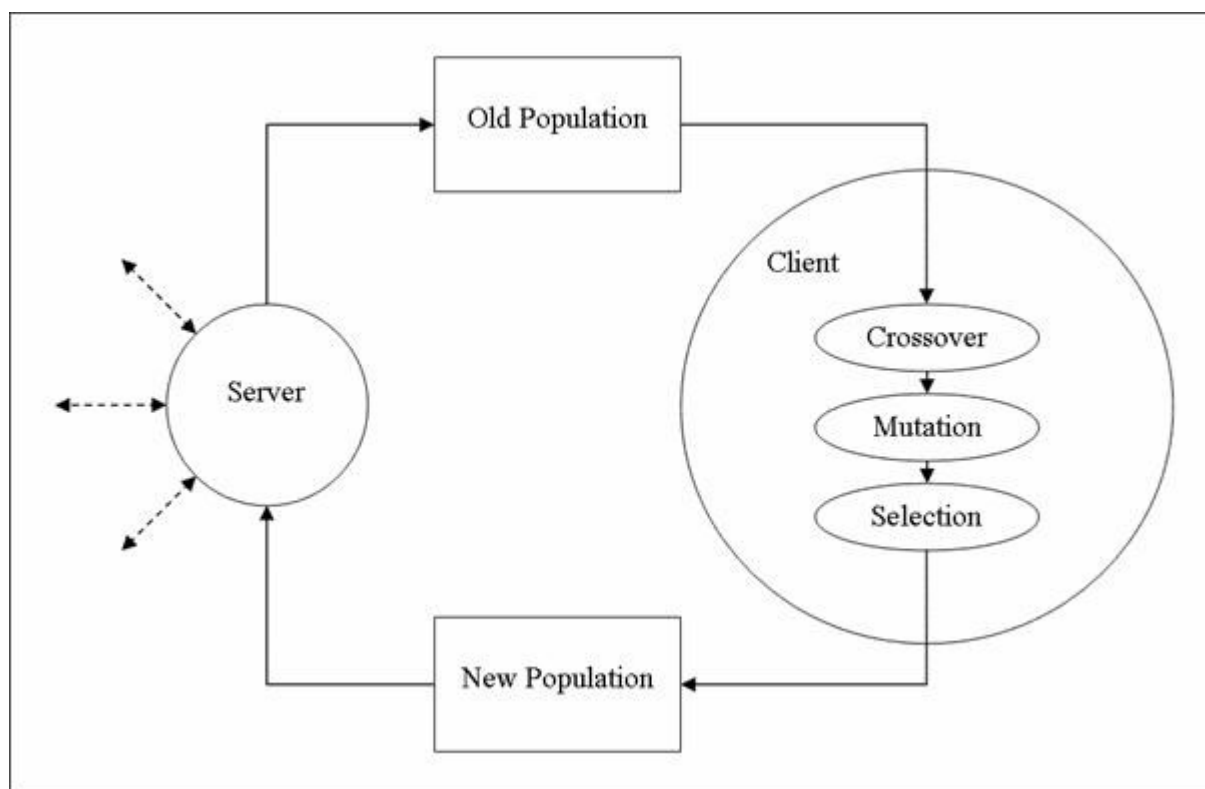 Old Population
Client
Crossover
Server
Mutation
Selection
New Population